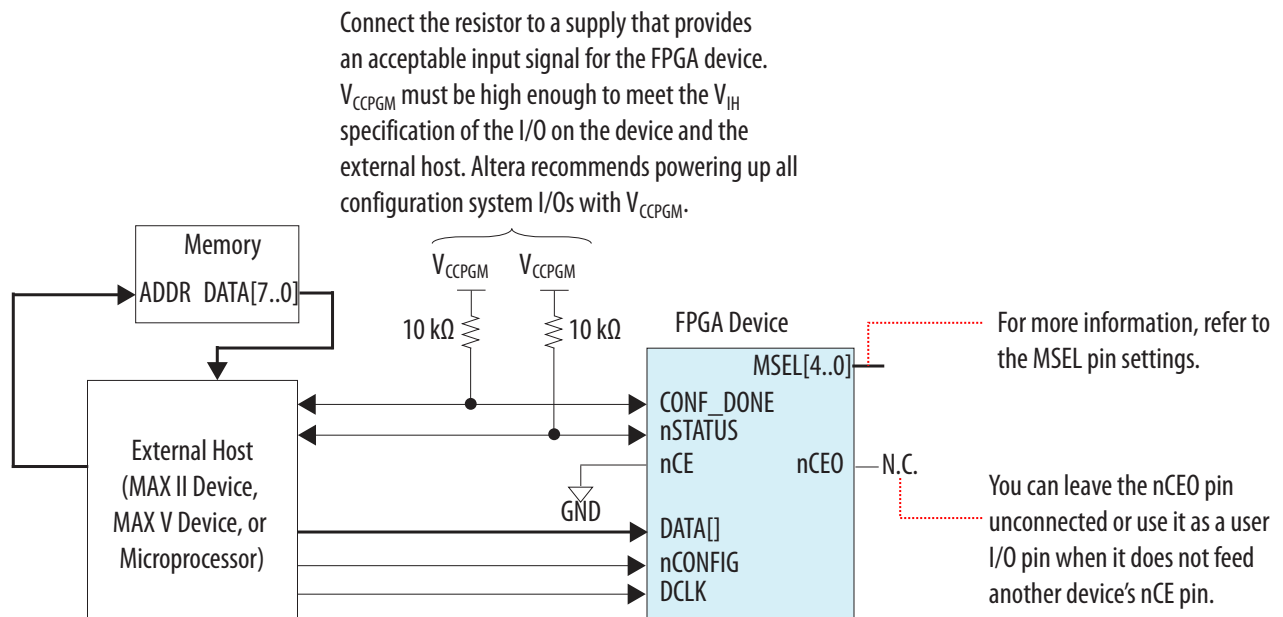 Connect the resistor to a supply that provides
an acceptable input signal for the FPGA device.
VCCPGM must be high enough to meet the VIH
specification of the I/O on the device and the
external host. Altera recommends powering up all
configuration system I/Os with VCCPGM.
Memory
ADDR DATA[7..0]
VCCPGM VCCPGM
10 kΩ 10 kΩ
FPGA Device
MSEL[4..0]
For more information, refer to
the MSEL pin settings.
CONF_DONE
nSTATUS
nCE nCEO N.C.
GND
DATA[]
nCONFIG
DCLK
External Host
(MAX II Device,
MAX V Device, or
Microprocessor)
You can leave the nCEO pin
unconnected or use it as a user
I/O pin when it does not feed
another device's nCE pin.